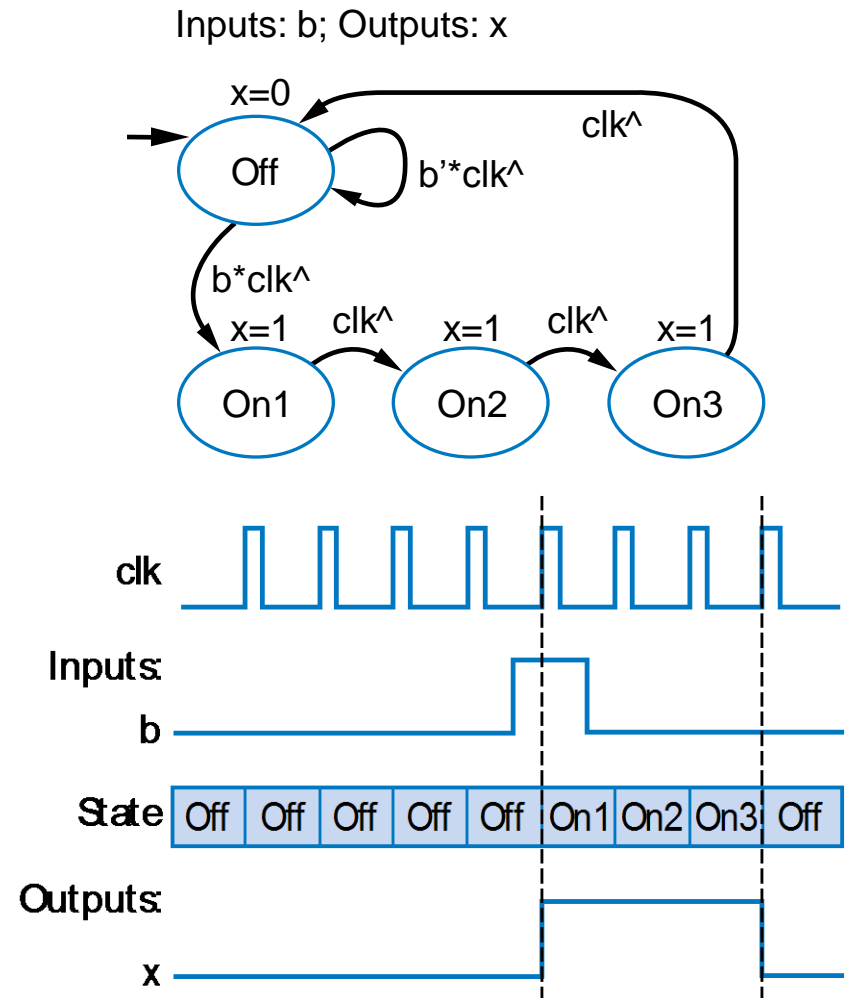 Inputs: b; Outputs: x
x=0
clk^
Off
b’*clk^
b*clk^
x=1
clk^
x=1
clk^
x=1
On1
On2
On3
clk
Inputs:
b
State Off Off Off Off Off On1 On2 On3 Off
Outputs:
x